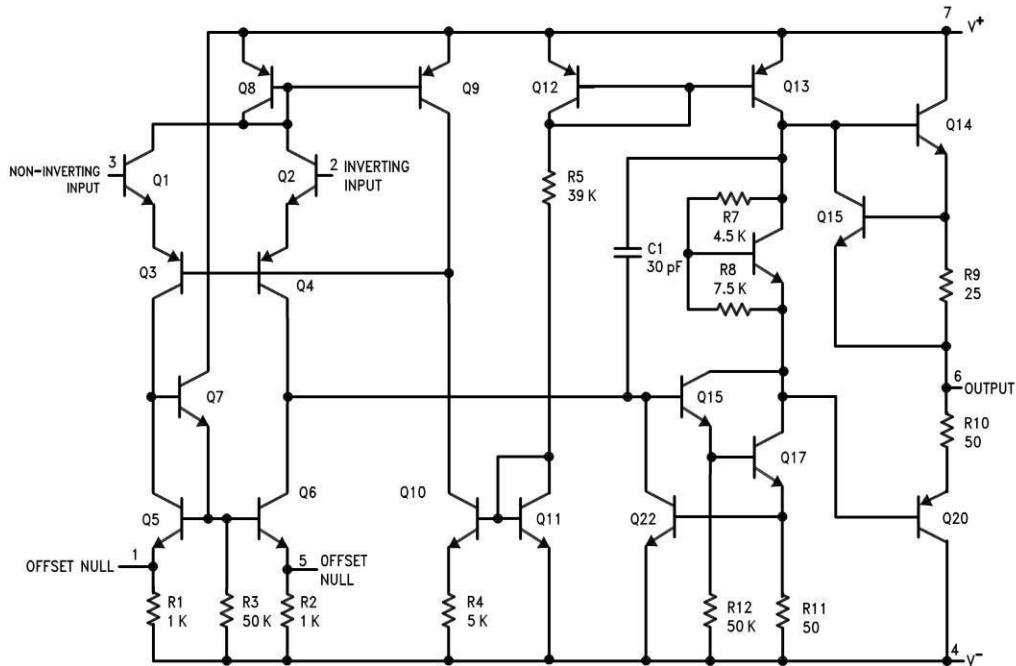 7
V+
Q8
Q9
Q12
Q13
Q14
3
NON-INVERTING
INPUT
Q1
Q2
2 INVERTING
INPUT
R5
39 K
R7
4.5 K
Q15
Q3
Q4
C1
30 pF
R8
7.5 K
R9
25
Q7
Q15
6
OUTPUT
R10
50
Q5
Q6
Q10
Q11
Q22
Q17
Q20
1
OFFSET NULL
5
OFFSET
NULL
R1
1 K
R3
50 K
R2
1 K
R4
5 K
R12
50 K
R11
50
4
V-